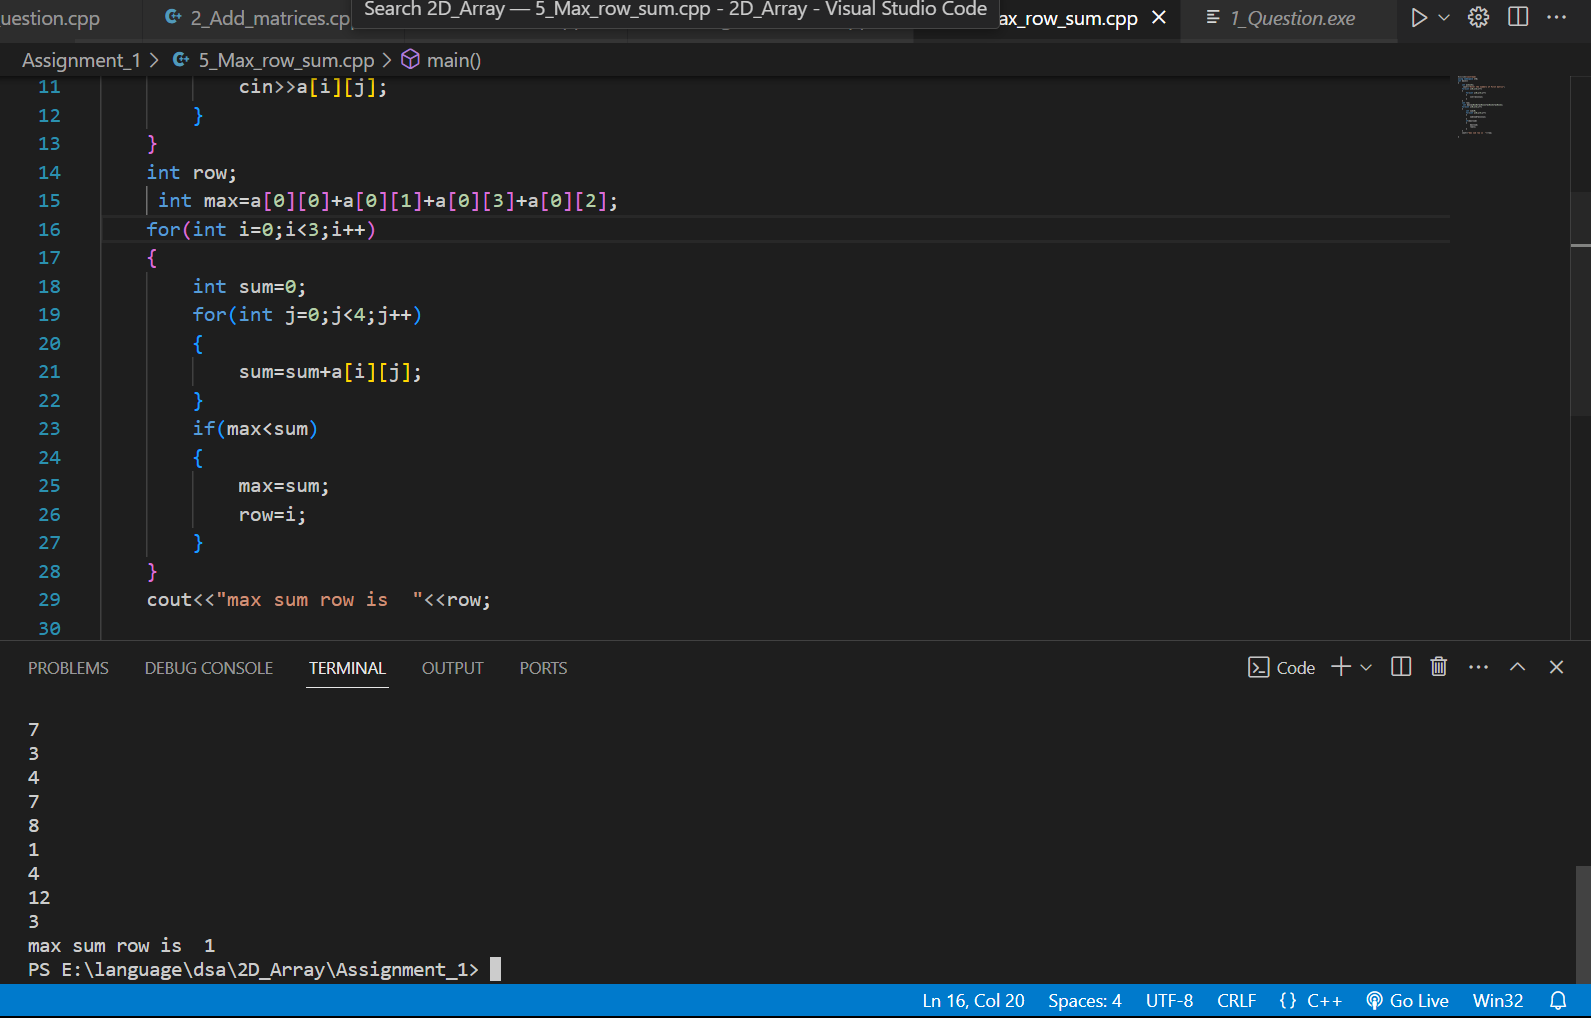 uestion.cpp 2_Add_matrices.cp Search 2D_Array — 5_Max_row_sum.cpp - 2D_Array - Visual Studio Code ax_row_sum.cpp 1_Question.exe
Assignment_1 > 5_Max_row_sum.cpp > main()
11 cin>>a[i][j];
12 }
13 }
14 int row;
15 int max=a[0][0]+a[0][1]+a[0][3]+a[0][2];
16 for(int i=0;i<3;i++)
17 {
18 int sum=0;
19 for(int j=0;j<4;j++)
20 {
21 sum=sum+a[i][j];
22 }
23 if(max<sum)
24 {
25 max=sum;
26 row=i;
27 }
28 }
29 cout<<"max sum row is  "<<row;
30
PROBLEMS DEBUG CONSOLE TERMINAL OUTPUT PORTS Code
7
3
4
7
8
1
4
12
3
max sum row is  1
PS E:\language\dsa\2D_Array\Assignment_1>
Ln 16, Col 20 Spaces: 4 UTF-8 CRLF {} C++ Go Live Win32